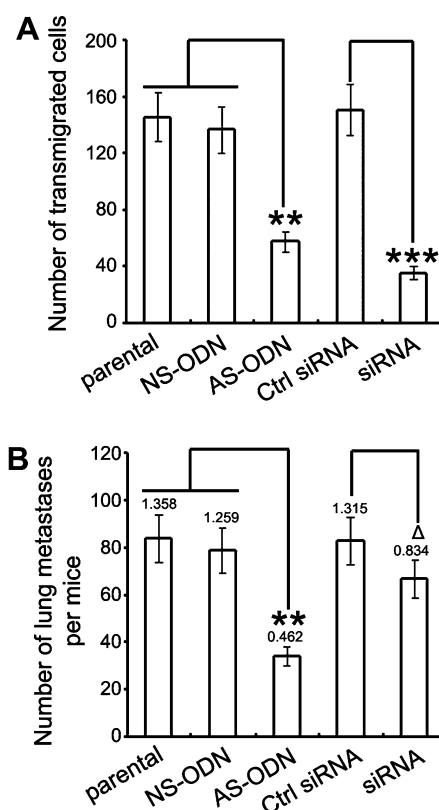 A
Number of transmigrated cells
200
160
120
80
40
0
**
***
parental
NS-ODN
AS-ODN
Ctrl siRNA
siRNA
B
Number of lung metastases
per mice
120
100
80
60
40
20
0
1.358
1.259
**
0.462
1.315
Δ
0.834
parental
NS-ODN
AS-ODN
Ctrl siRNA
siRNA